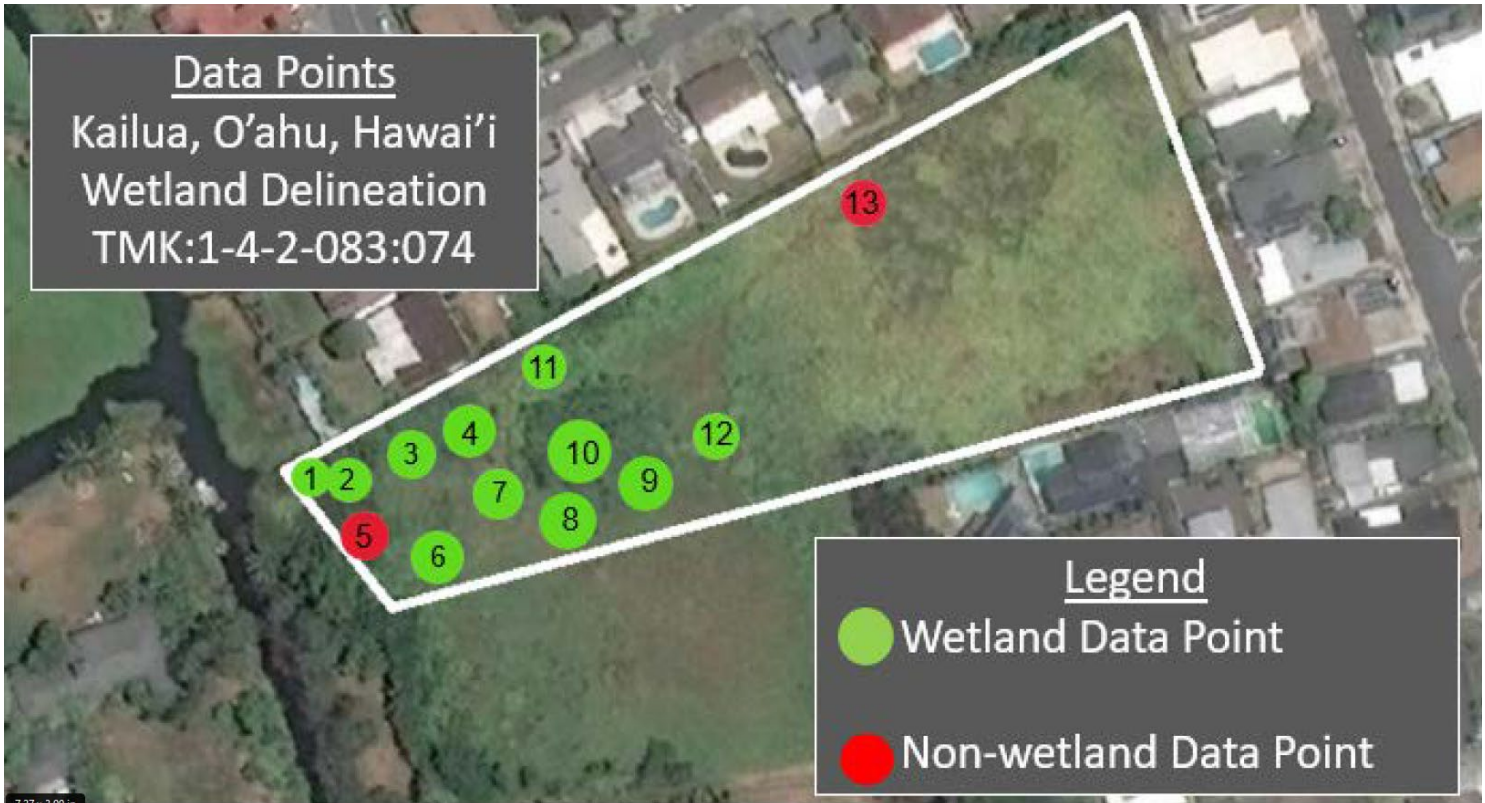 Data Points
Kailua, O’ahu, Hawai’i
Wetland Delineation
TMK:1-4-2-083:074
13
11
4
3
10
12
1
2
7
9
8
5
6
Legend
Wetland Data Point
Non-wetland Data Point